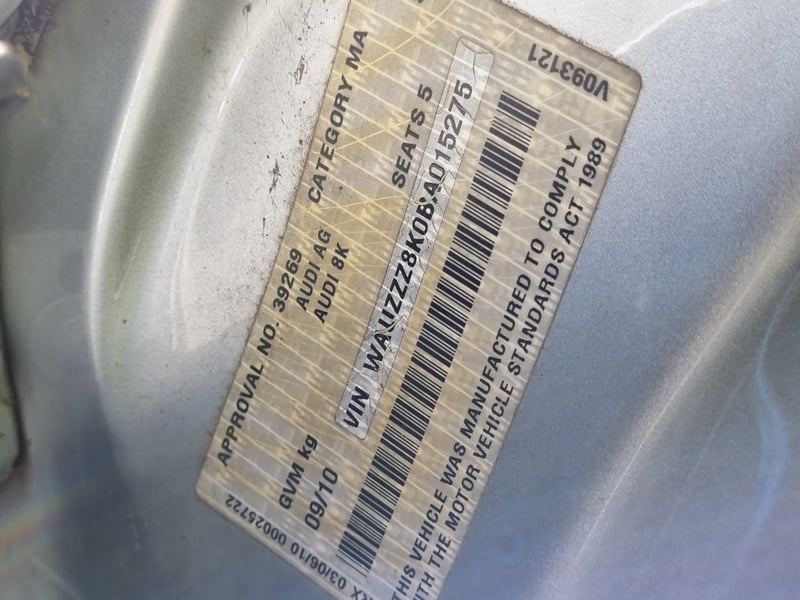 APPROVAL NO. 39269 CATEGORY MA
AUDI AG
AUDI 8K SEATS 5
GVM kg
09/10
VIN WAUZZZ8K0BA015275
THIS VEHICLE WAS MANUFACTURED TO COMPLY
WITH THE MOTOR VEHICLE STANDARDS ACT 1989
03/06/10 00025722
V093121